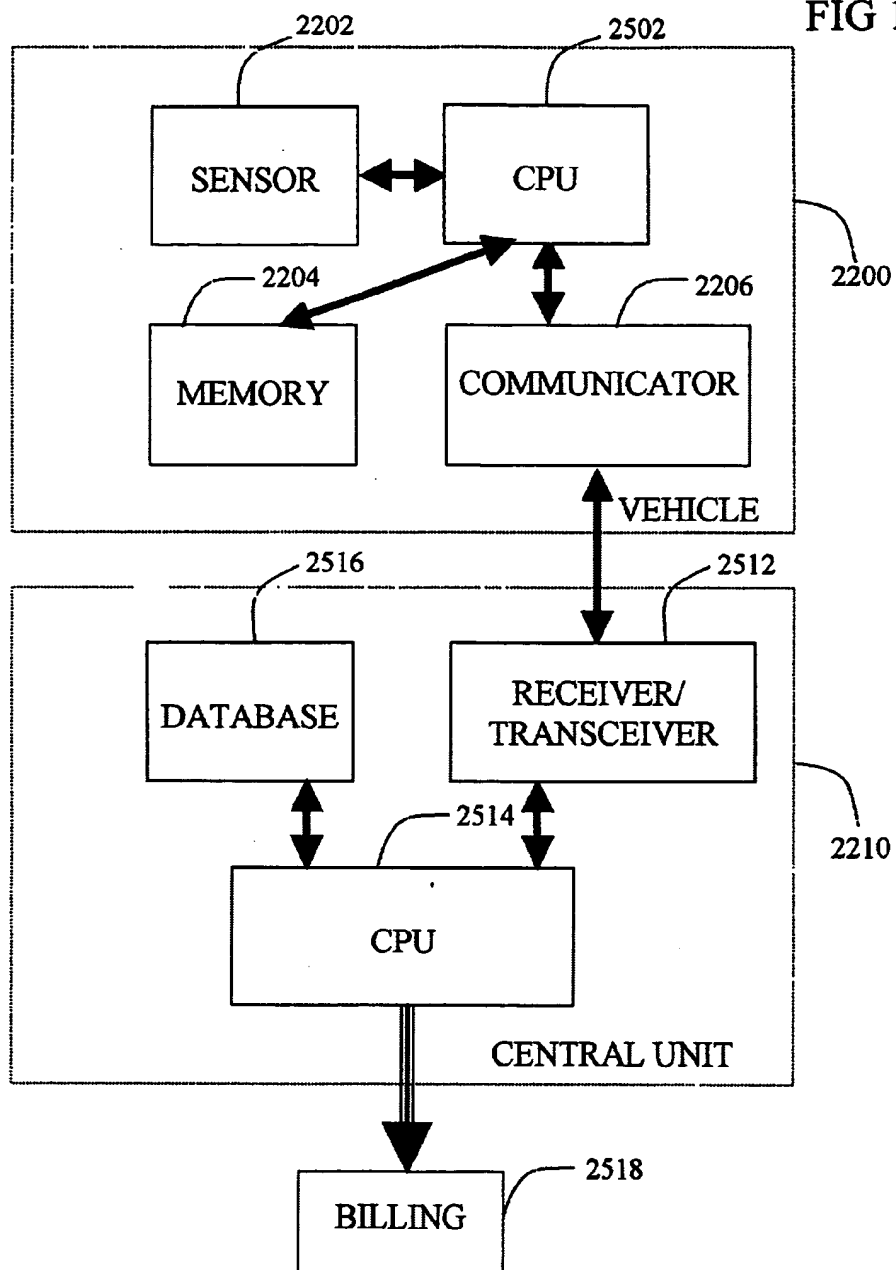 FIG 1
2202
2502
SENSOR
CPU
2200
2204
2206
MEMORY
COMMUNICATOR
VEHICLE
2516
2512
DATABASE
RECEIVER/
TRANSCEIVER
2514
2210
CPU
CENTRAL UNIT
2518
BILLING